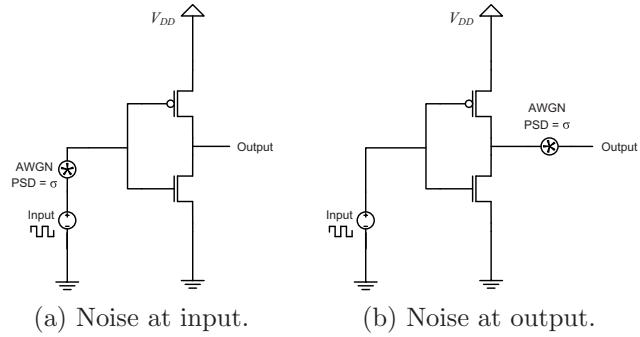 V_DD
AWGN
PSD = σ
Input
Output
(a) Noise at input.
V_DD
AWGN
PSD = σ
Output
Input
(b) Noise at output.